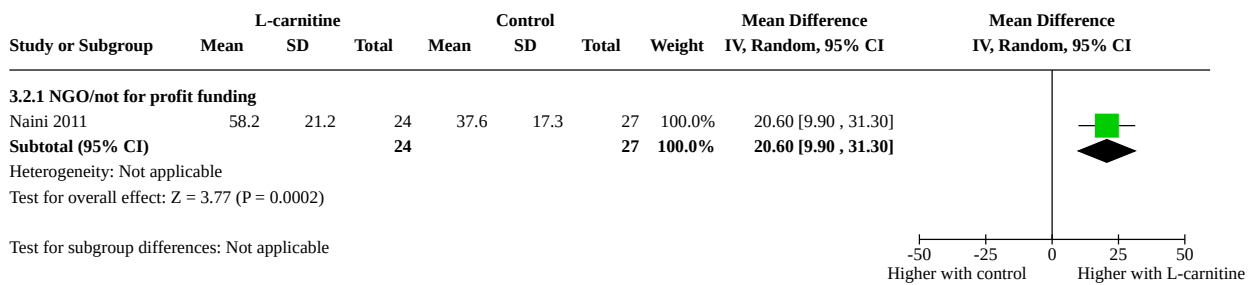 L-carnitine Control Mean Difference Mean Difference
Study or Subgroup Mean SD Total Mean SD Total Weight IV, Random, 95% CI IV, Random, 95% CI
3.2.1 NGO/not for profit funding
Naini 2011 58.2 21.2 24 37.6 17.3 27 100.0% 20.60 [9.90 , 31.30]
Subtotal (95% CI) 24 27 100.0% 20.60 [9.90 , 31.30]
Heterogeneity: Not applicable
Test for overall effect: Z = 3.77 (P = 0.0002)
Test for subgroup differences: Not applicable
-50 -25 0 25 50
Higher with control Higher with L-carnitine